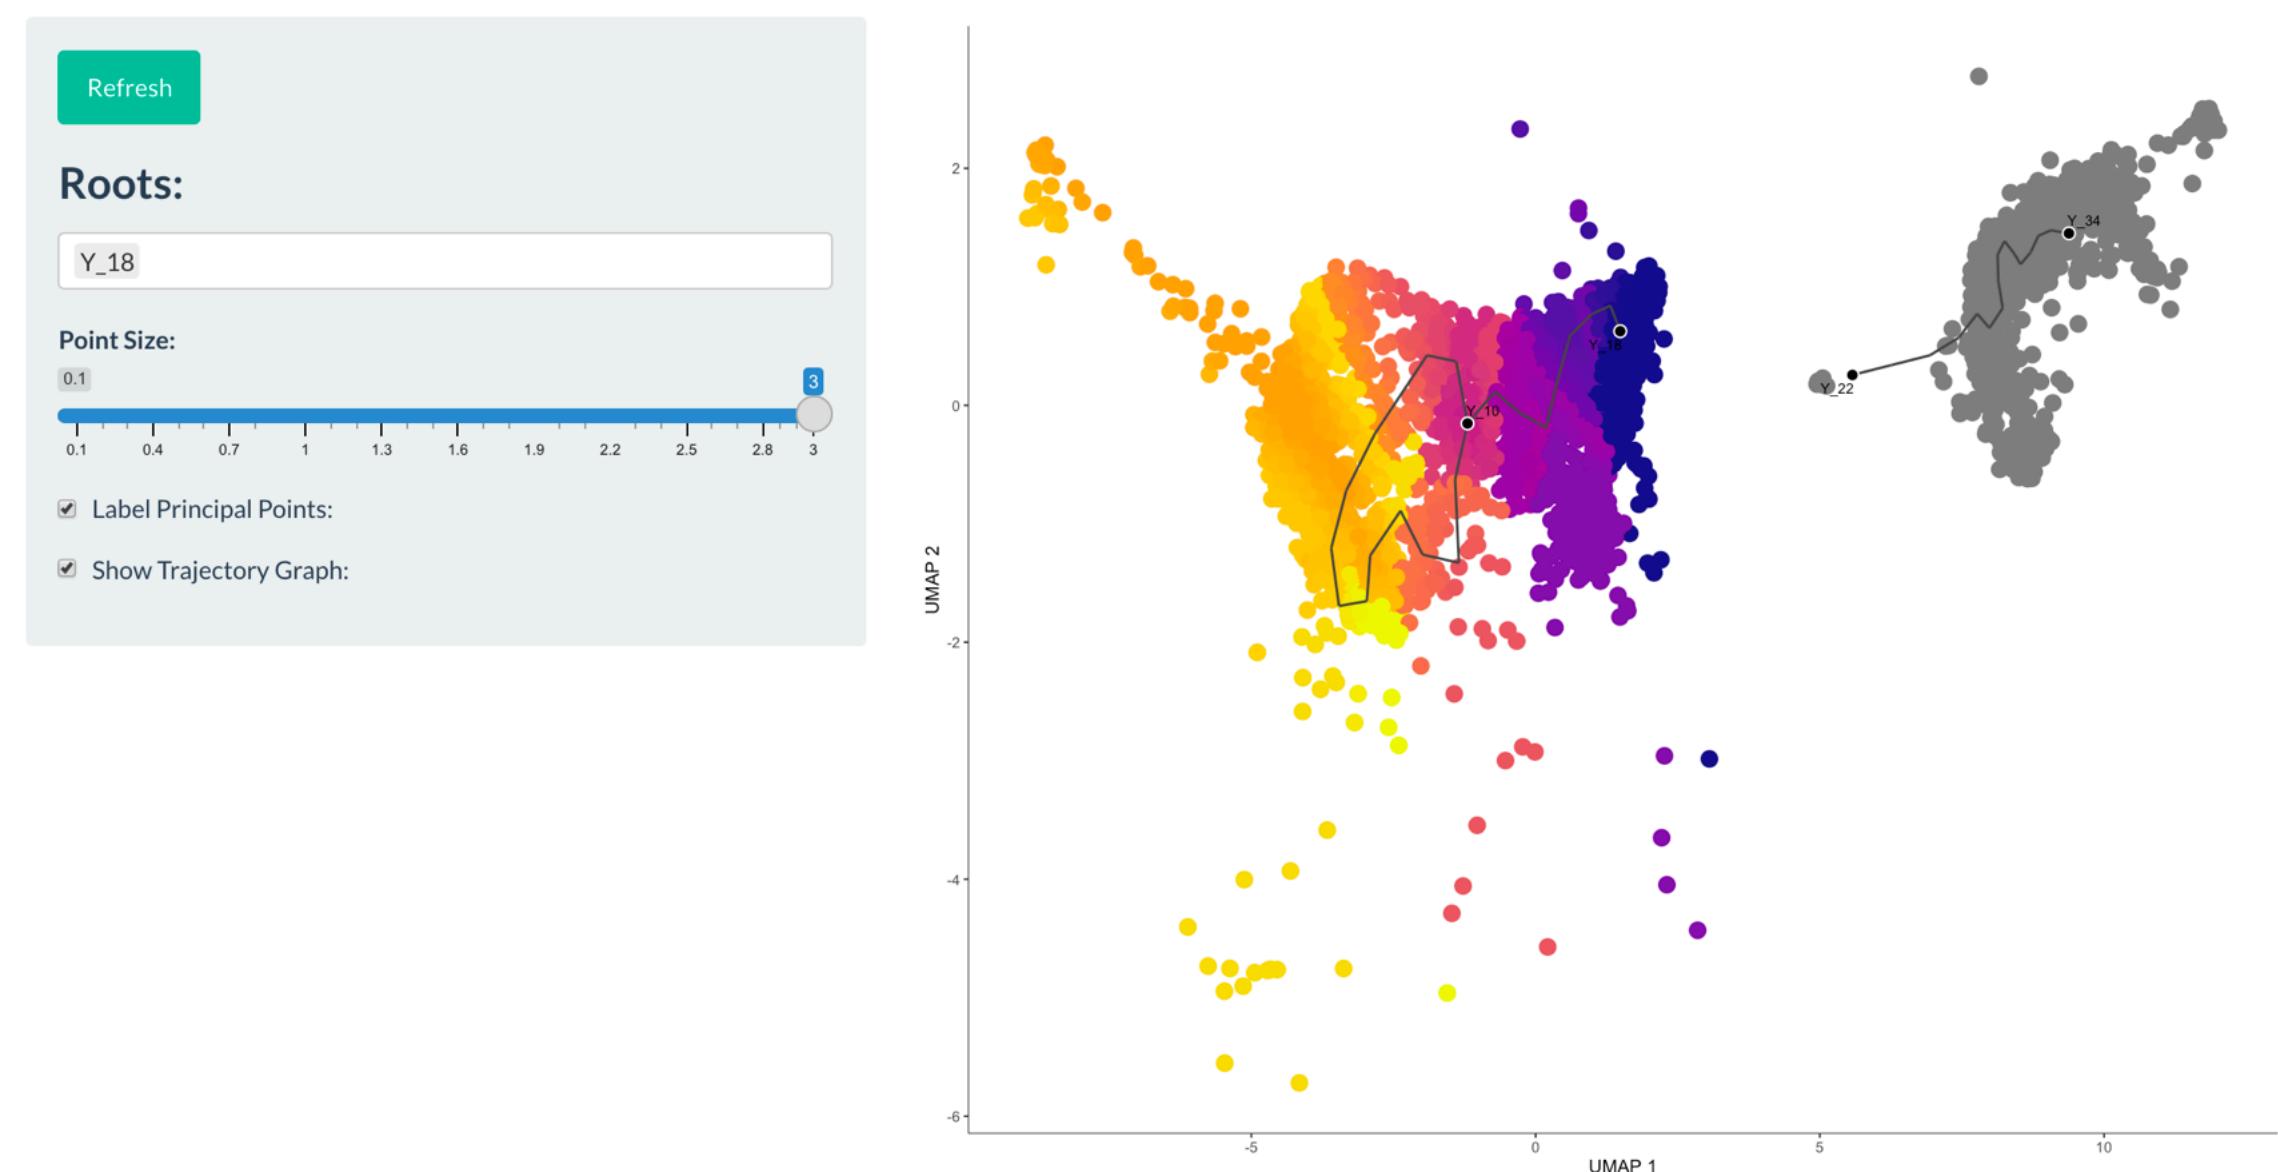 Refresh
Roots:
Y_18
Point Size:
0.1
3
0.1 0.4 0.7 1 1.3 1.6 1.9 2.2 2.5 2.8 3
Label Principal Points:
Show Trajectory Graph:
UMAP 2
2
0
-2
-4
-6
Y_34
Y_18
Y_22
Y_10
-5 0 5 10
UMAP 1